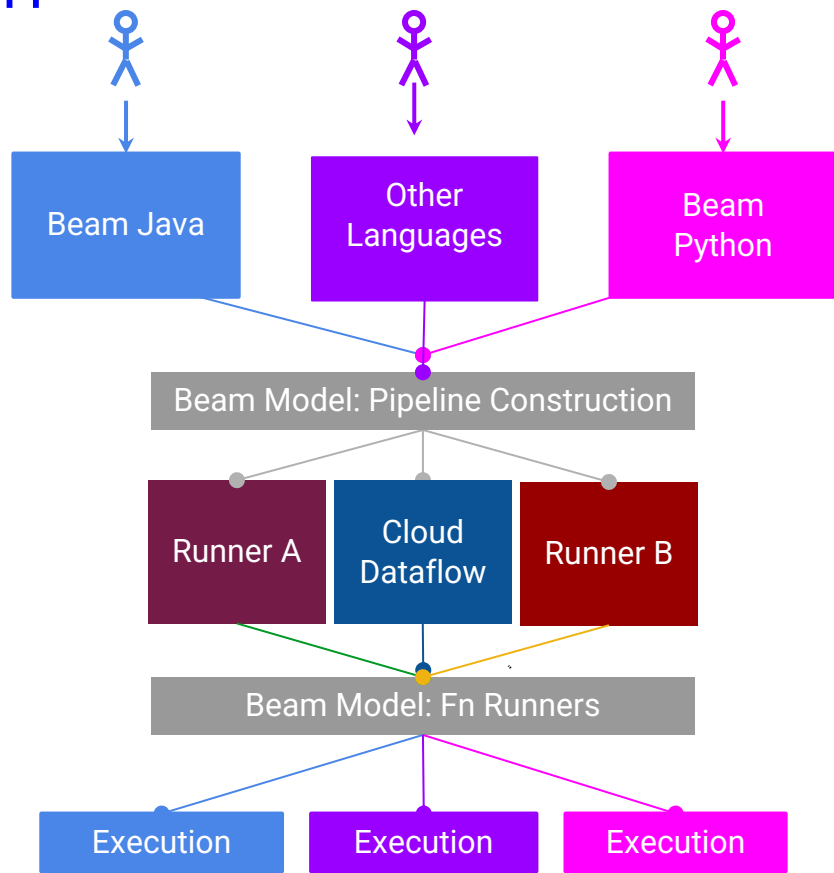 Beam Java
Other
Languages
Beam
Python
Beam Model: Pipeline Construction
Runner A
Cloud
Dataflow
Runner B
Beam Model: Fn Runners
Execution
Execution
Execution